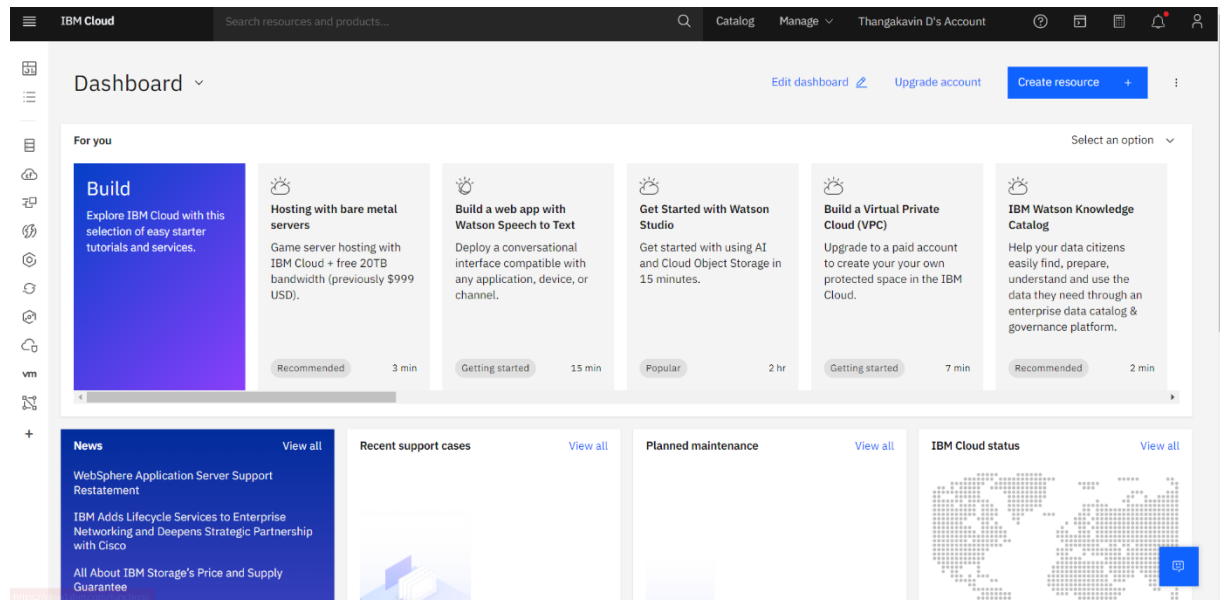 IBM Cloud
Search resources and products...
Catalog
Manage
Thangakavin D's Account
Dashboard
Edit dashboard
Upgrade account
Create resource +
For you
Select an option
Build
Explore IBM Cloud with this
selection of easy starter
tutorials and services.
Hosting with bare metal
servers
Game server hosting with
IBM Cloud + free 20TB
bandwidth (previously $999
USD).
Recommended
3 min
Build a web app with
Watson Speech to Text
Deploy a conversational
interface compatible with
any application, device, or
channel.
Getting started
15 min
Get Started with Watson
Studio
Get started with using AI
and Cloud Object Storage in
15 minutes.
Popular
2 hr
Build a Virtual Private
Cloud (VPC)
Upgrade to a paid account
to create your your own
protected space in the IBM
Cloud.
Getting started
7 min
IBM Watson Knowledge
Catalog
Help your data citizens
easily find, prepare,
understand and use the
data they need through an
enterprise data catalog &
governance platform.
Recommended
2 min
vm
News
View all
WebSphere Application Server Support
Restatement
IBM Adds Lifecycle Services to Enterprise
Networking and Deepens Strategic Partnership
with Cisco
All About IBM Storage's Price and Supply
Guarantee
Recent support cases
View all
Planned maintenance
View all
IBM Cloud status
View all